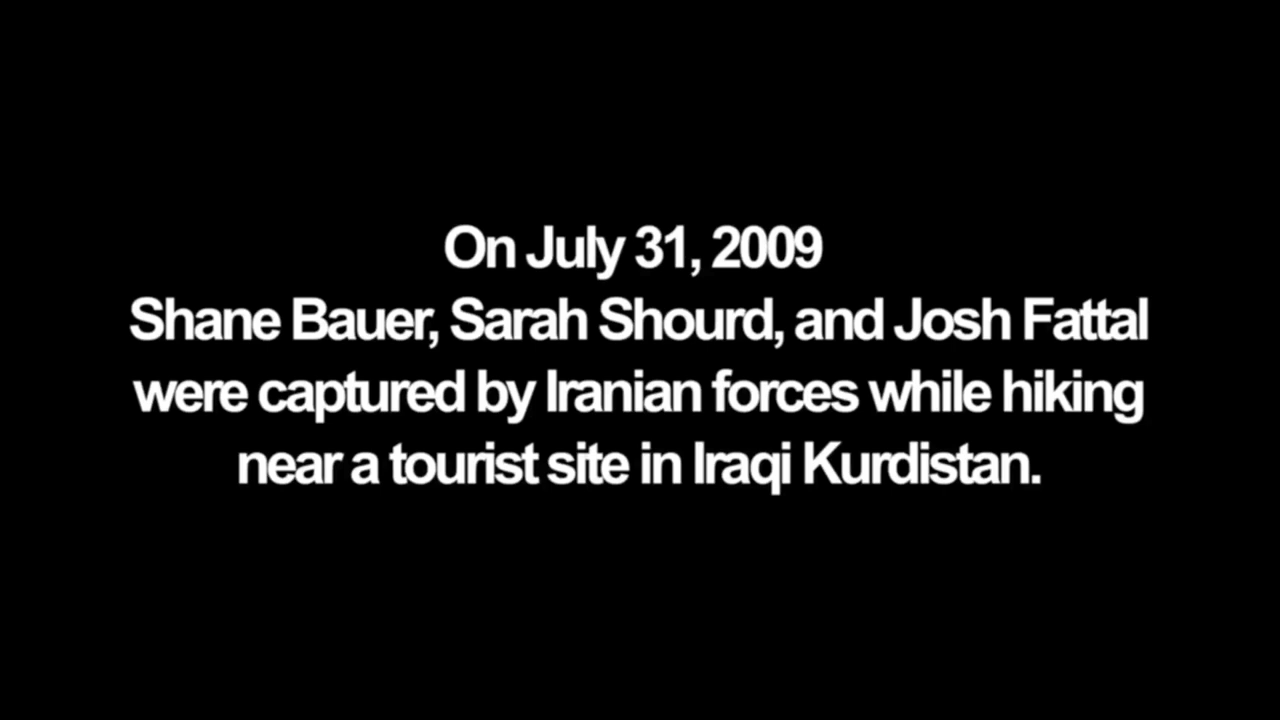 On July 31, 2009
Shane Bauer, Sarah Shourd, and Josh Fattal
were captured by Iranian forces while hiking
near a tourist site in Iraqi Kurdistan.